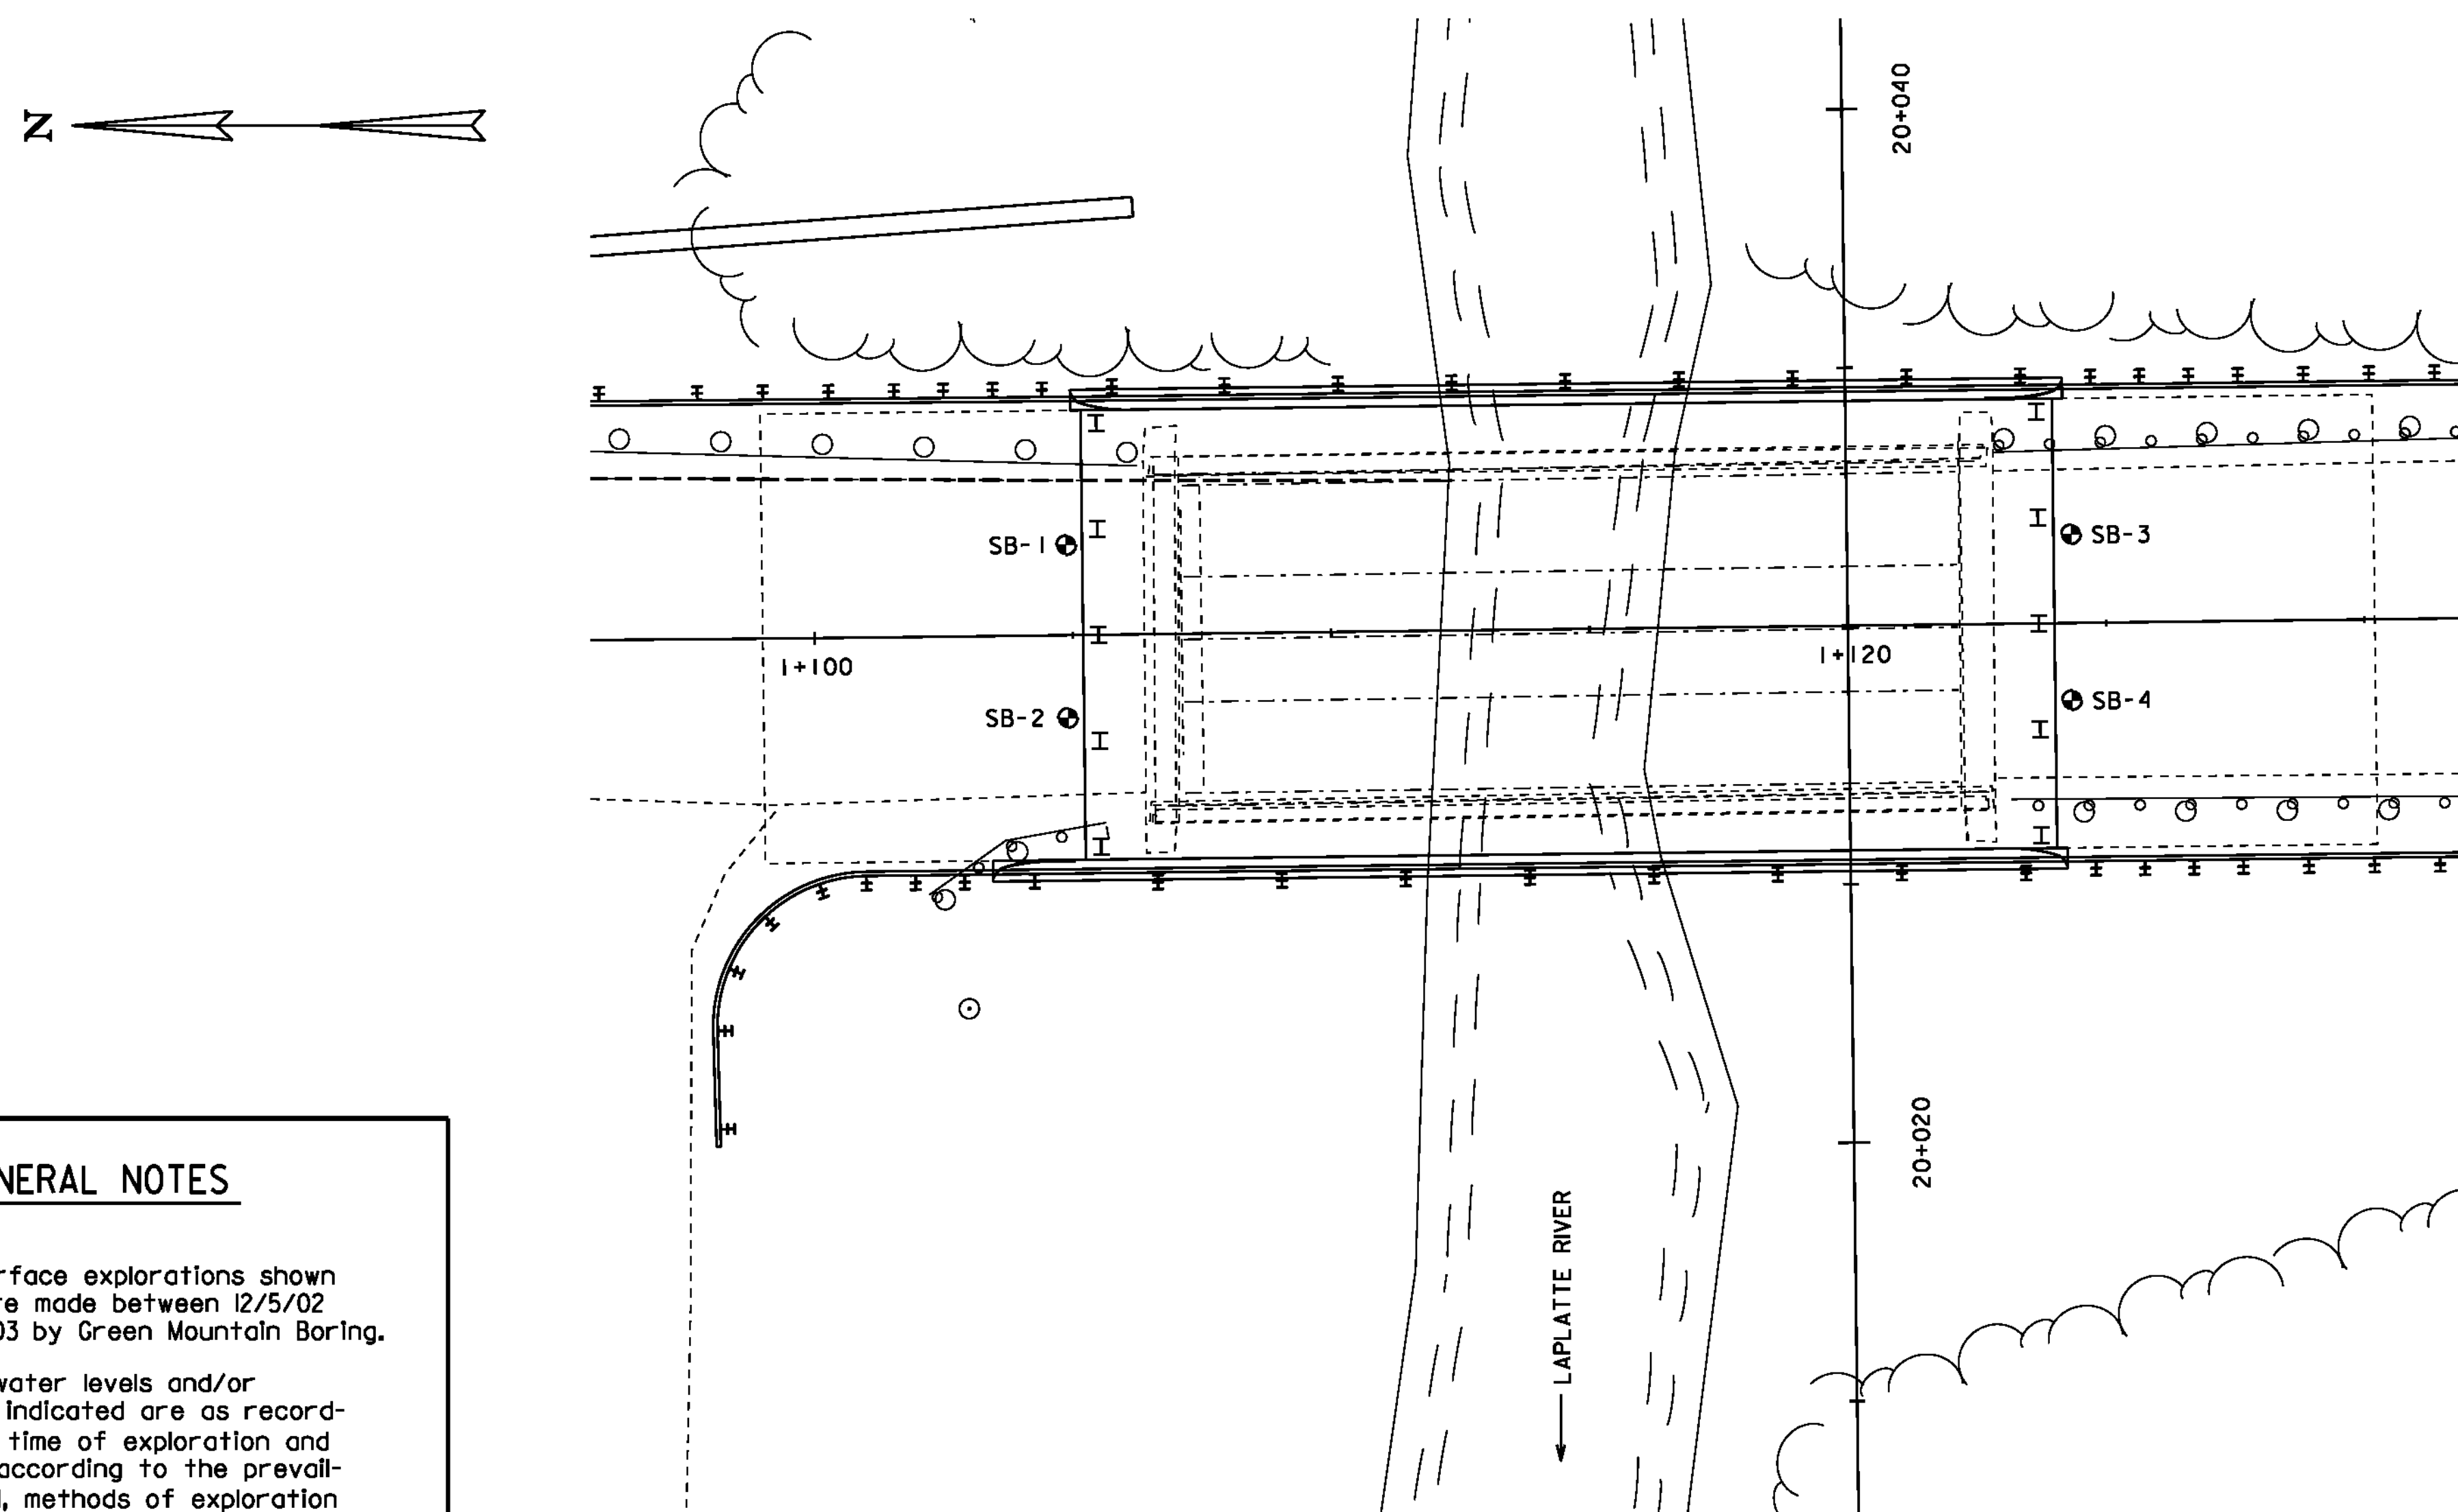 N
20+040
SB-1
SB-3
1+100
1+120
SB-2
SB-4
20+020
LAPLATTE RIVER
NERAL NOTES
rface explorations shown
re made between 12/5/02
03 by Green Mountain Boring.
water levels and/or
indicated are as record-
time of exploration and
according to the prevail-
, methods of exploration